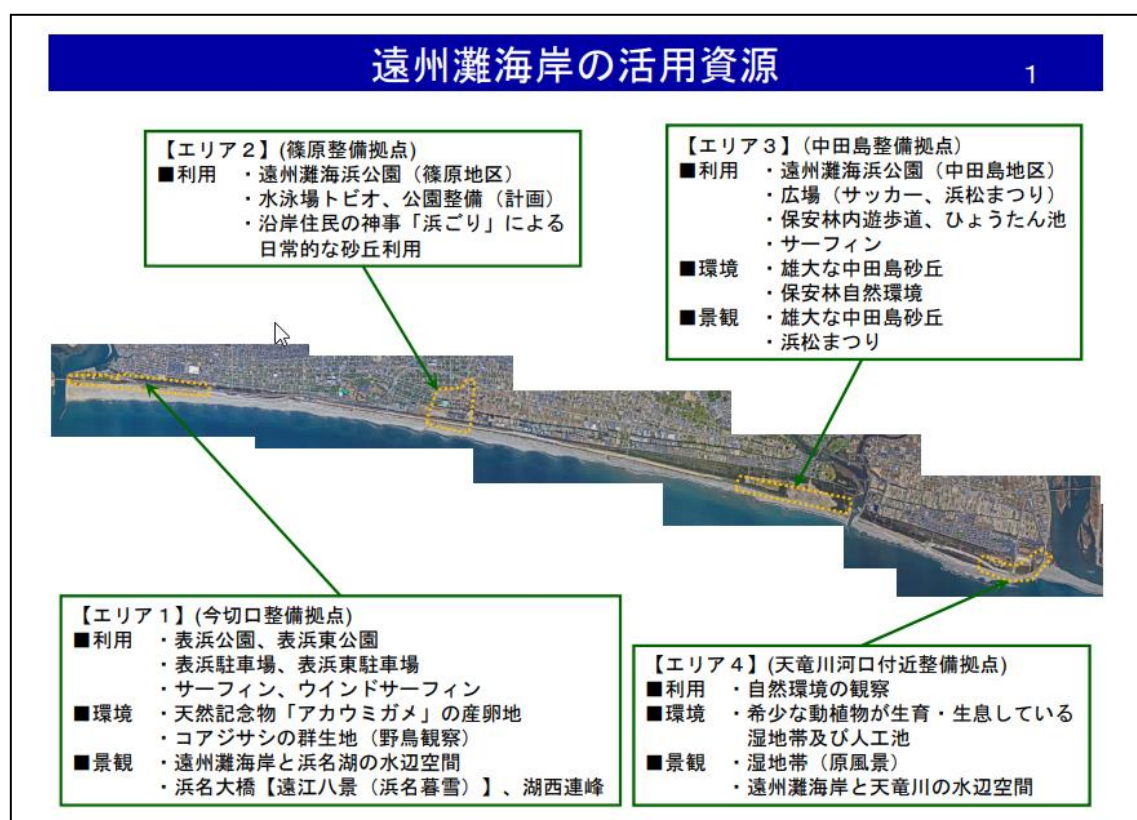 遠州灘海岸の活用資源
1
【エリア2】(篠原整備拠点)
■利用 ・遠州灘海浜公園（篠原地区）
・水泳場トビオ、公園整備（計画）
・沿岸住民の神事「浜ごり」による
日常的な砂丘利用
【エリア3】(中田島整備拠点)
■利用 ・遠州灘海浜公園（中田島地区）
・広場（サッカー、浜松まつり）
・保安林内遊歩道、ひょうたん池
・サーフィン
■環境 ・雄大な中田島砂丘
・保安林自然環境
■景観 ・雄大な中田島砂丘
・浜松まつり
【エリア1】(今切口整備拠点)
■利用 ・表浜公園、表浜東公園
・表浜駐車場、表浜東駐車場
・サーフィン、ウインドサーフィン
■環境 ・天然記念物「アカウミガメ」の産卵地
・コアジサシの群生地（野鳥観察）
■景観 ・遠州灘海岸と浜名湖の水辺空間
・浜名大橋【遠江八景（浜名暮雪）】、湖西連峰
【エリア4】(天竜川河口付近整備拠点)
■利用 ・自然環境の観察
■環境 ・希少な動植物が生育・生息している
湿地帯及び人工池
■景観 ・湿地帯（原風景）
・遠州灘海岸と天竜川の水辺空間